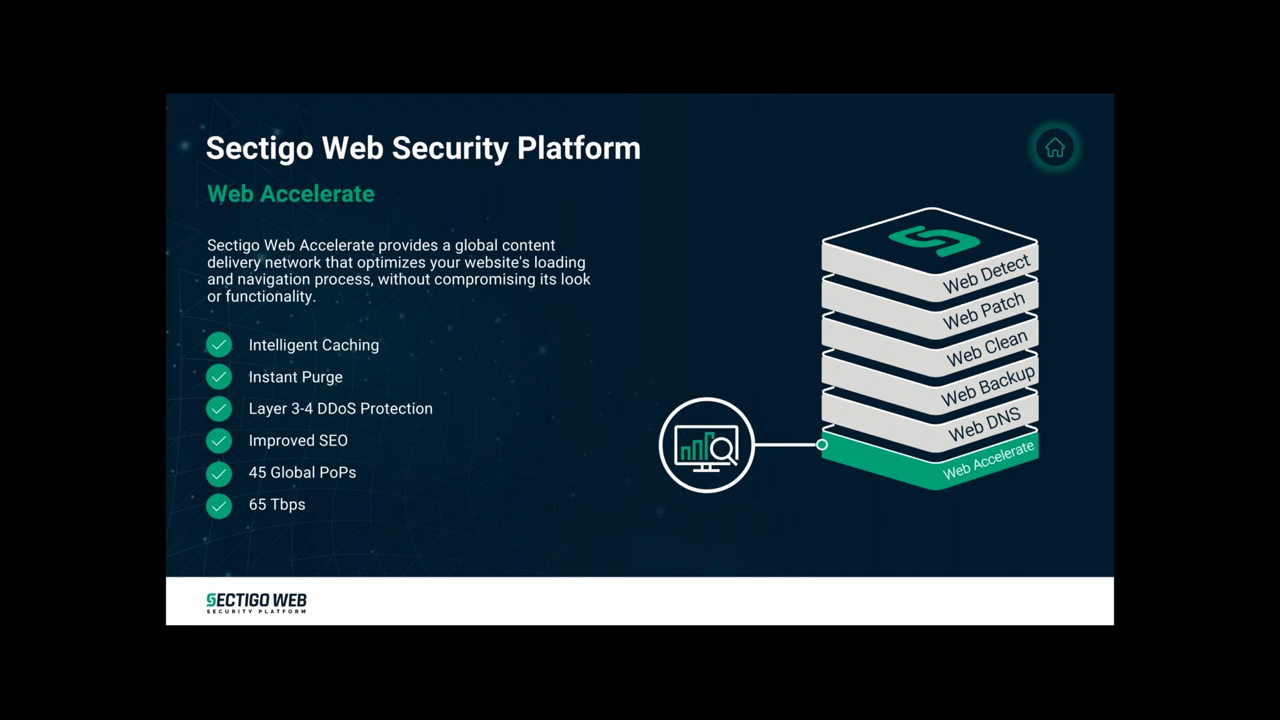 Sectigo Web Security Platform
Web Accelerate
Sectigo Web Accelerate provides a global content
delivery network that optimizes your website's loading
and navigation process, without compromising its look
or functionality.
Intelligent Caching
Instant Purge
Layer 3-4 DDoS Protection
Improved SEO
45 Global PoPs
65 Tbps
Web Detect
Web Patch
Web Clean
Web Backup
Web DNS
Web Accelerate
SECTIGO WEB
SECURITY PLATFORM